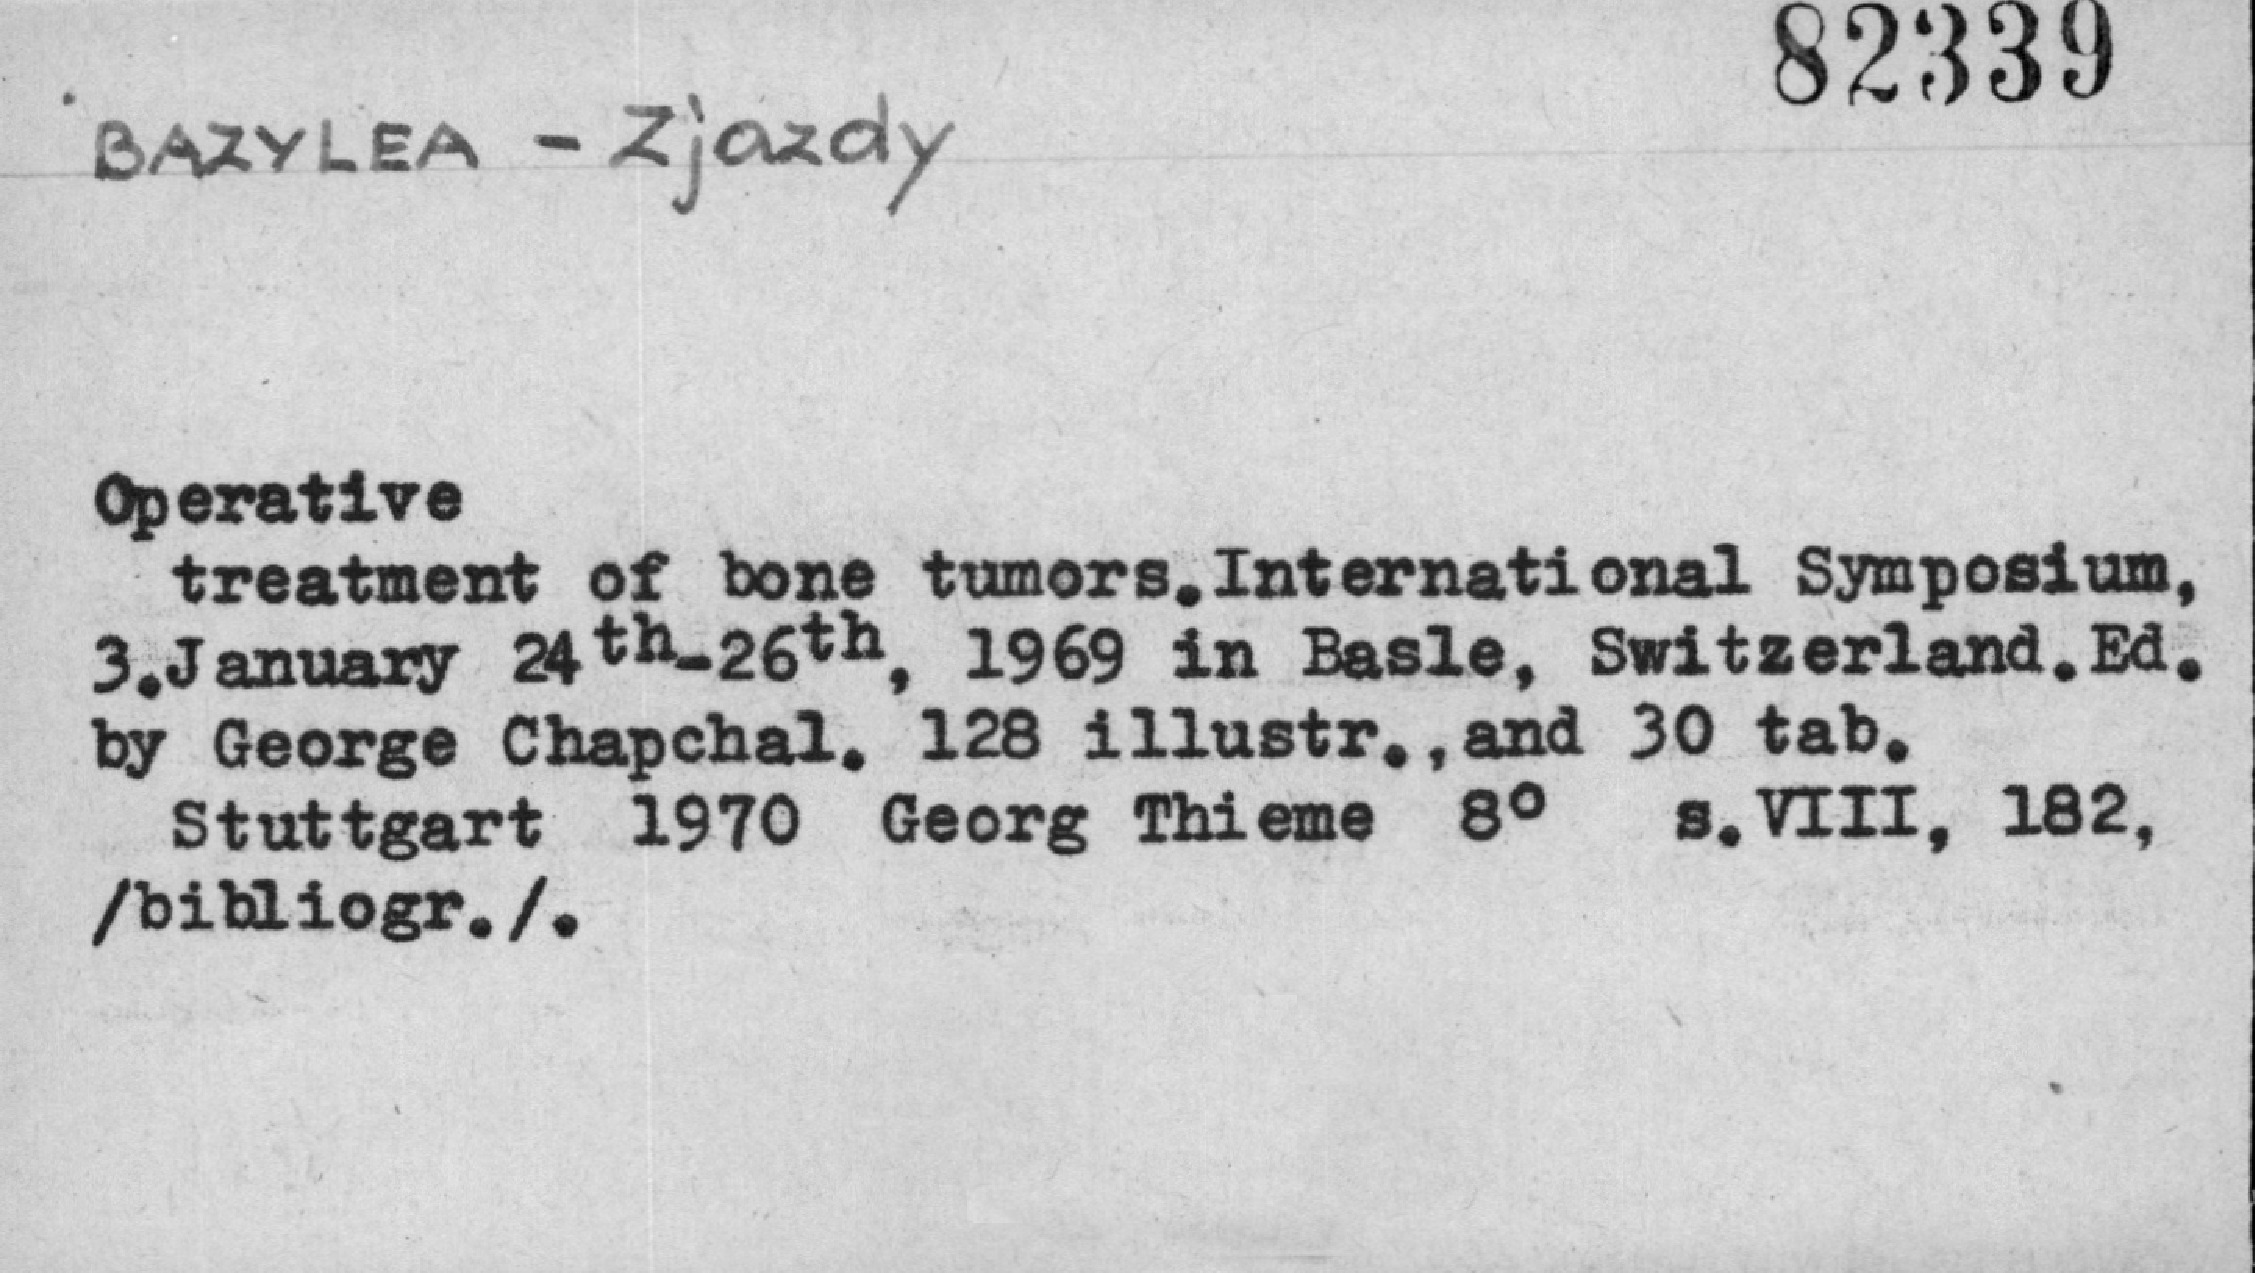 82339
BAZYLEA - Zjazdy
Operative
treatment of bone tumors.International Symposium,
3.January 24th-26th, 1969 in Basle, Switzerland.Ed.
by George Chapchal. 128 illustr.,and 30 tab.
Stuttgart 1970 Georg Thieme 8° s.VIII, 182,
/bibliogr./.